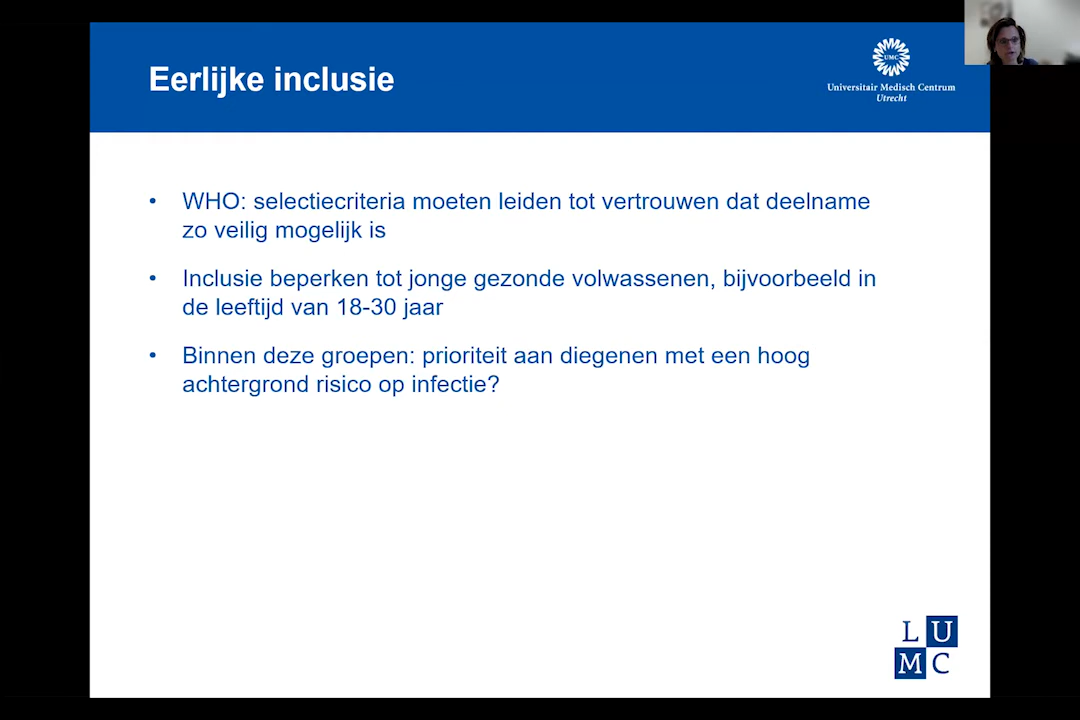 Eerlijke inclusie
UMC
Universitair Medisch Centrum
Utrecht
• WHO: selectiecriteria moeten leiden tot vertrouwen dat deelname
zo veilig mogelijk is
• Inclusie beperken tot jonge gezonde volwassenen, bijvoorbeeld in
de leeftijd van 18-30 jaar
• Binnen deze groepen: prioriteit aan diegenen met een hoog
achtergrond risico op infectie?
L U
M C